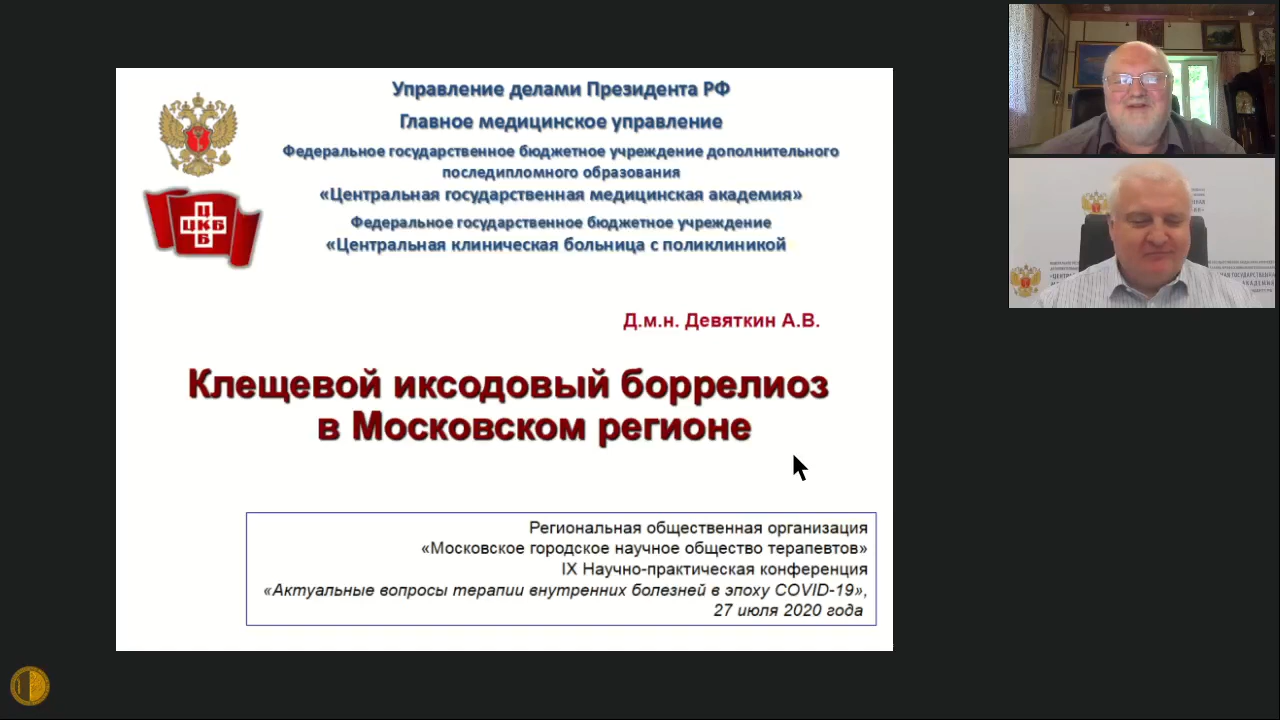 Управление делами Президента РФ
Главное медицинское управление
Федеральное государственное бюджетное учреждение дополнительного
последипломного образования
«Центральная государственная медицинская академия»
Федеральное государственное бюджетное учреждение
«Центральная клиническая больница с поликлиникой
Ц
ЦКБ
Б
Д.м.н. Девяткин А.В.
Клещевой иксодовый боррелиоз
в Московском регионе
Региональная общественная организация
«Московское городское научное общество терапевтов»
IX Научно-практическая конференция
«Актуальные вопросы терапии внутренних болезней в эпоху COVID-19»,
27 июля 2020 года